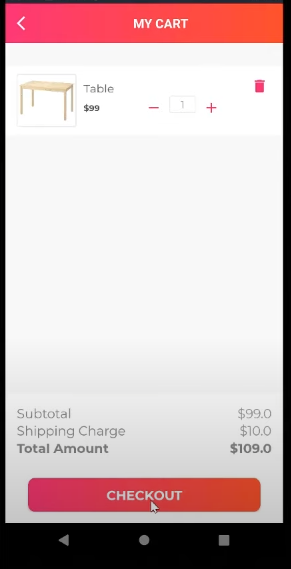 MY CART
Table
$99
1
Subtotal $99.0
Shipping Charge $10.0
Total Amount $109.0
CHECKOUT